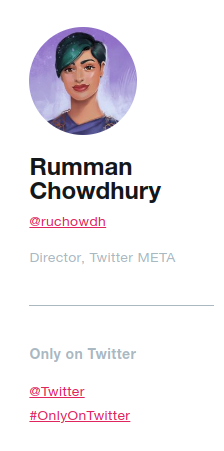 Rumman
Chowdhury
@ruchowdh
Director, Twitter META
Only on Twitter
@Twitter
#OnlyOnTwitter